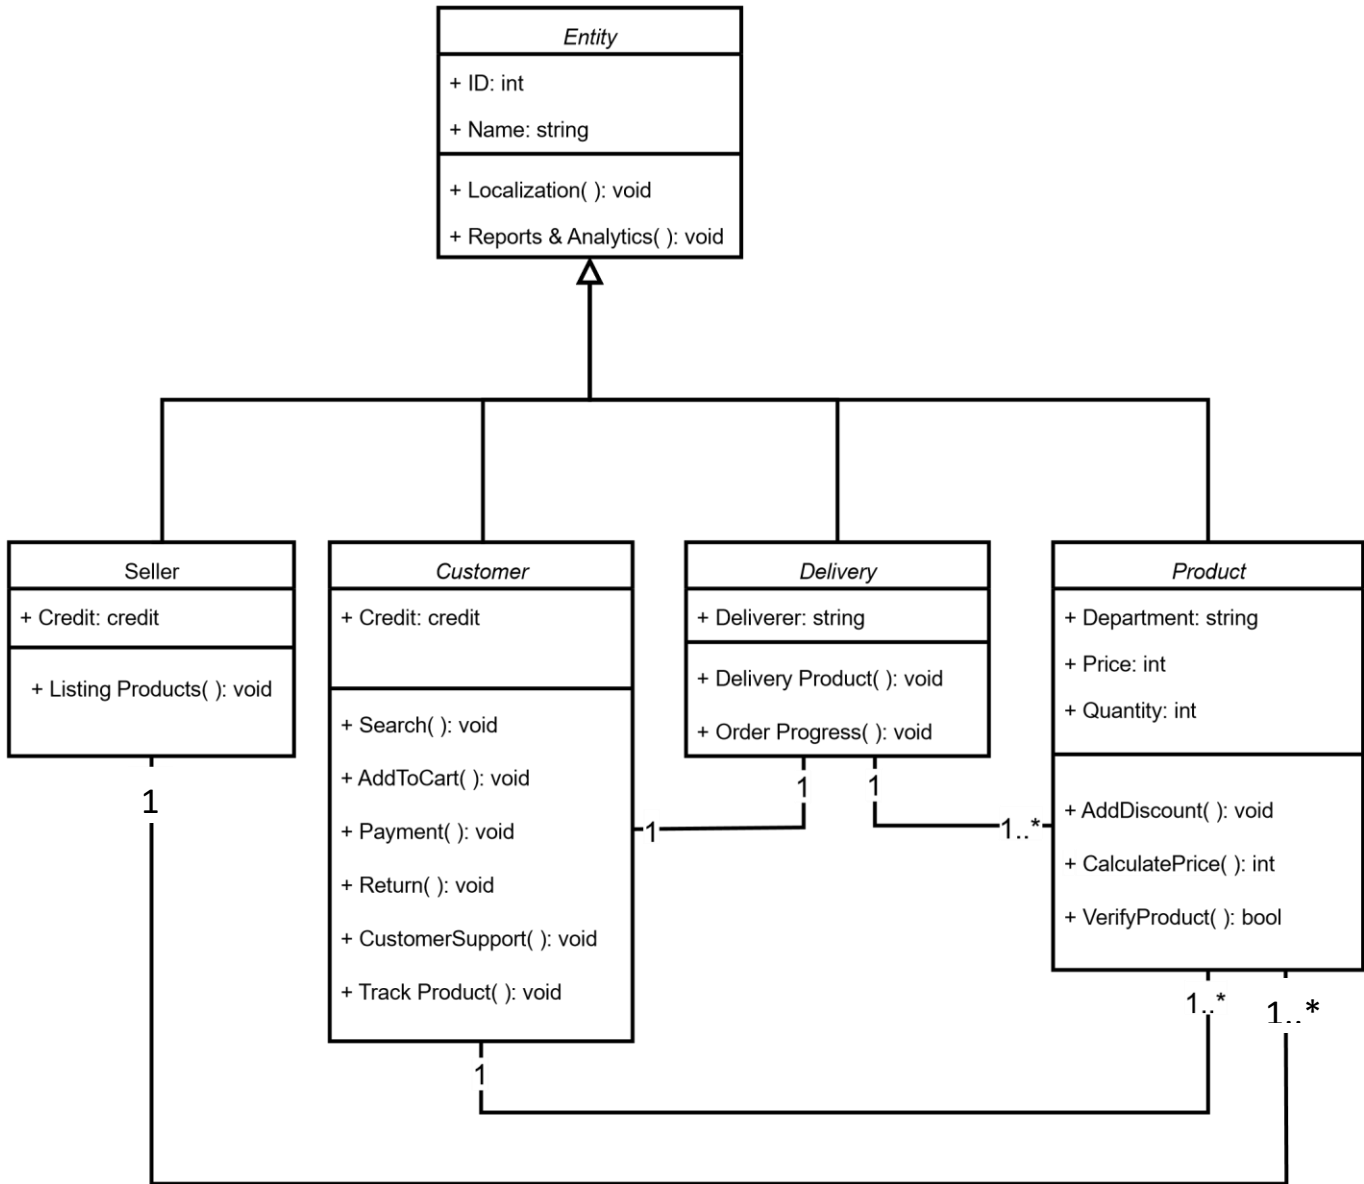 Entity
+ ID: int
+ Name: string
+ Localization( ): void
+ Reports & Analytics( ): void
Seller
+ Credit: credit
+ Listing Products( ): void
1
Customer
+ Credit: credit
+ Search( ): void
+ AddToCart( ): void
+ Payment( ): void
+ Return( ): void
+ CustomerSupport( ): void
+ Track Product( ): void
1
1
Delivery
+ Deliverer: string
+ Delivery Product( ): void
+ Order Progress( ): void
1
1
1..*
Product
+ Department: string
+ Price: int
+ Quantity: int
+ AddDiscount( ): void
+ CalculatePrice( ): int
+ VerifyProduct( ): bool
1..*
1..*